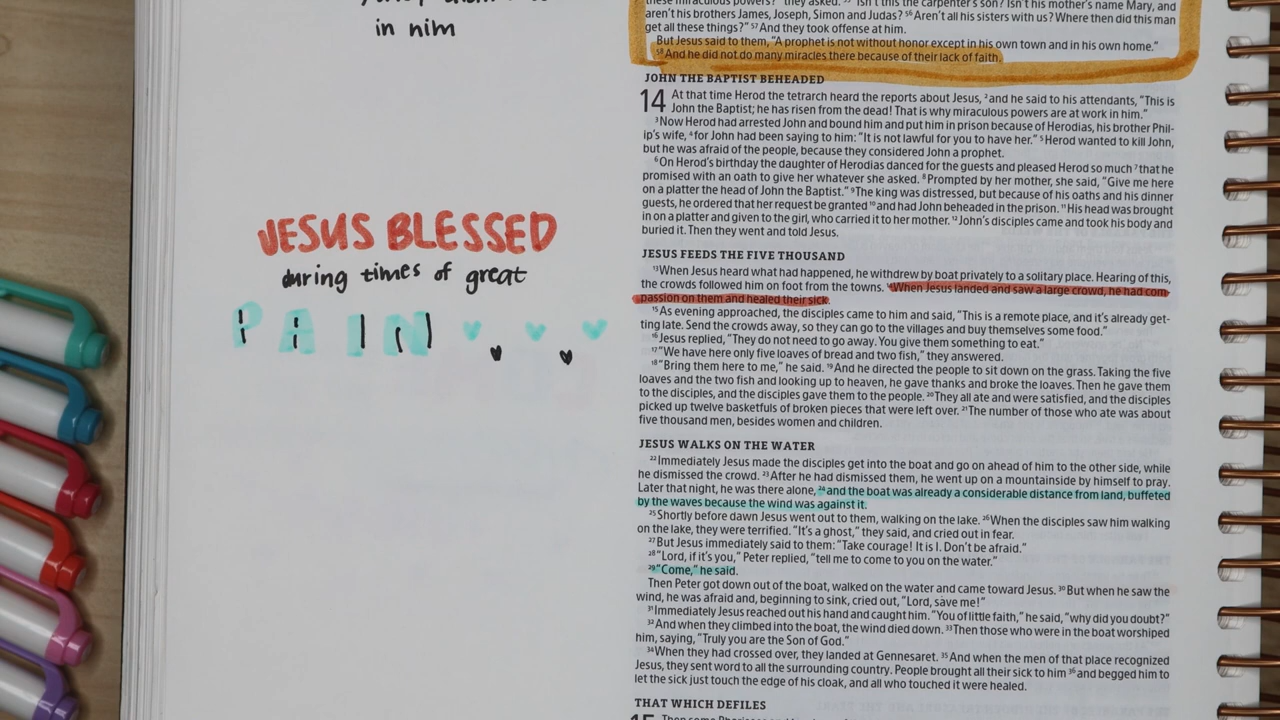 in him
JESUS BLESSED
during times of great
PAIN
these miraculous powers?" they asked. 55 "Isn't this the carpenter's son? Isn't his mother's name Mary, and
aren't his brothers James, Joseph, Simon and Judas? 56 Aren't all his sisters with us? Where then did this man
get all these things?" 57 And they took offense at him.
But Jesus said to them, "A prophet is not without honor except in his own town and in his own home."
58 And he did not do many miracles there because of their lack of faith.
JOHN THE BAPTIST BEHEADED
14 At that time Herod the tetrarch heard the reports about Jesus, 2 and he said to his attendants, "This is
John the Baptist; he has risen from the dead! That is why miraculous powers are at work in him."
3 Now Herod had arrested John and bound him and put him in prison because of Herodias, his brother Phil-
ip's wife, 4 for John had been saying to him: "It is not lawful for you to have her." 5 Herod wanted to kill John,
but he was afraid of the people, because they considered John a prophet.
6 On Herod's birthday the daughter of Herodias danced for the guests and pleased Herod so much 7 that he
promised with an oath to give her whatever she asked. 8 Prompted by her mother, she said, "Give me here
on a platter the head of John the Baptist." 9 The king was distressed, but because of his oaths and his dinner
guests, he ordered that her request be granted 10 and had John beheaded in the prison. 11 His head was brought
in on a platter and given to the girl, who carried it to her mother. 12 John's disciples came and took his body and
buried it. Then they went and told Jesus.
JESUS FEEDS THE FIVE THOUSAND
13 When Jesus heard what had happened, he withdrew by boat privately to a solitary place. Hearing of this,
the crowds followed him on foot from the towns. 14 When Jesus landed and saw a large crowd, he had com-
passion on them and healed their sick.
15 As evening approached, the disciples came to him and said, "This is a remote place, and it's already get-
ting late. Send the crowds away, so they can go to the villages and buy themselves some food."
16 Jesus replied, "They do not need to go away. You give them something to eat."
17 "We have here only five loaves of bread and two fish," they answered.
18 "Bring them here to me," he said. 19 And he directed the people to sit down on the grass. Taking the five
loaves and the two fish and looking up to heaven, he gave thanks and broke the loaves. Then he gave them
to the disciples, and the disciples gave them to the people. 20 They all ate and were satisfied, and the disciples
picked up twelve basketfuls of broken pieces that were left over. 21 The number of those who ate was about
five thousand men, besides women and children.
JESUS WALKS ON THE WATER
22 Immediately Jesus made the disciples get into the boat and go on ahead of him to the other side, while
he dismissed the crowd. 23 After he had dismissed them, he went up on a mountainside by himself to pray.
Later that night, he was there alone, 24 and the boat was already a considerable distance from land, buffeted
by the waves because the wind was against it.
25 Shortly before dawn Jesus went out to them, walking on the lake. 26 When the disciples saw him walking
on the lake, they were terrified. "It's a ghost," they said, and cried out in fear.
27 But Jesus immediately said to them: "Take courage! It is I. Don't be afraid."
28 "Lord, if it's you," Peter replied, "tell me to come to you on the water."
29 "Come," he said.
Then Peter got down out of the boat, walked on the water and came toward Jesus. 30 But when he saw the
wind, he was afraid and, beginning to sink, cried out, "Lord, save me!"
31 Immediately Jesus reached out his hand and caught him. "You of little faith," he said, "why did you doubt?"
32 And when they climbed into the boat, the wind died down. 33 Then those who were in the boat worshiped
him, saying, "Truly you are the Son of God."
34 When they had crossed over, they landed at Gennesaret. 35 And when the men of that place recognized
Jesus, they sent word to all the surrounding country. People brought all their sick to him 36 and begged him to
let the sick just touch the edge of his cloak, and all who touched it were healed.
THAT WHICH DEFILES
15